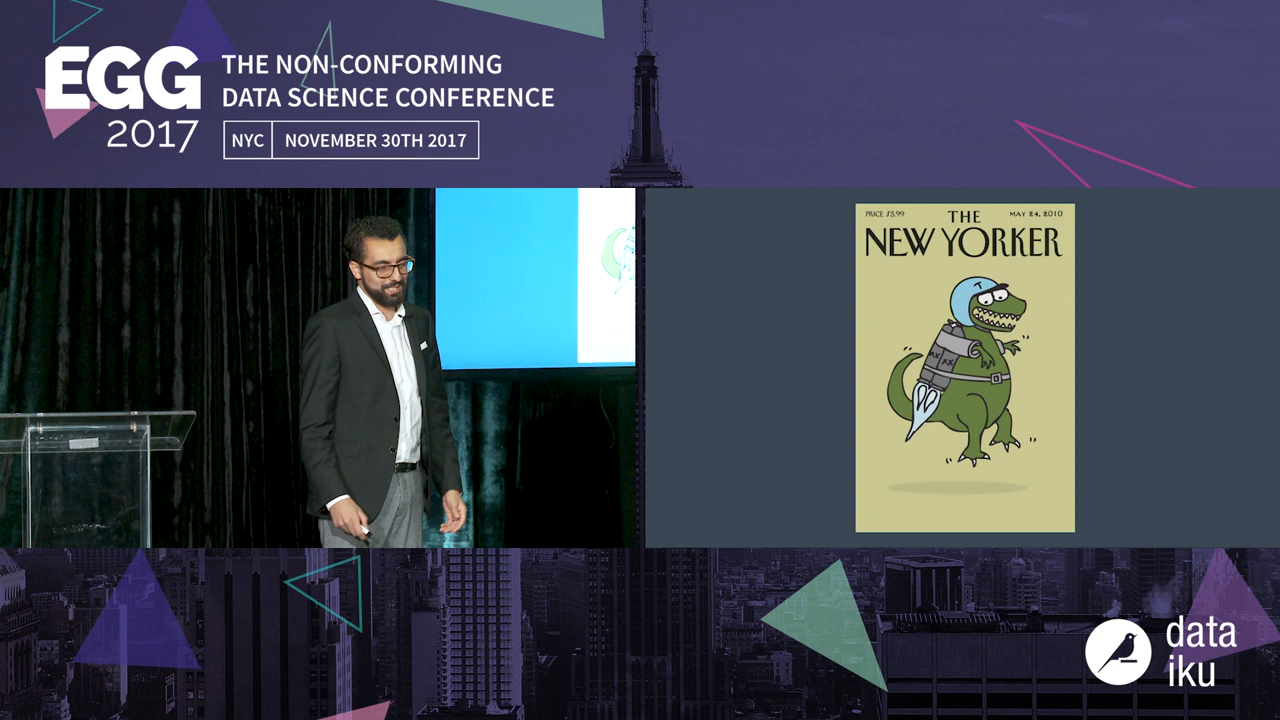 EGG
2017
THE NON-CONFORMING
DATA SCIENCE CONFERENCE
NYC
NOVEMBER 30TH 2017
PRICE $5.99
THE
MAY 24, 2010
NEW YORKER
T
data
iku